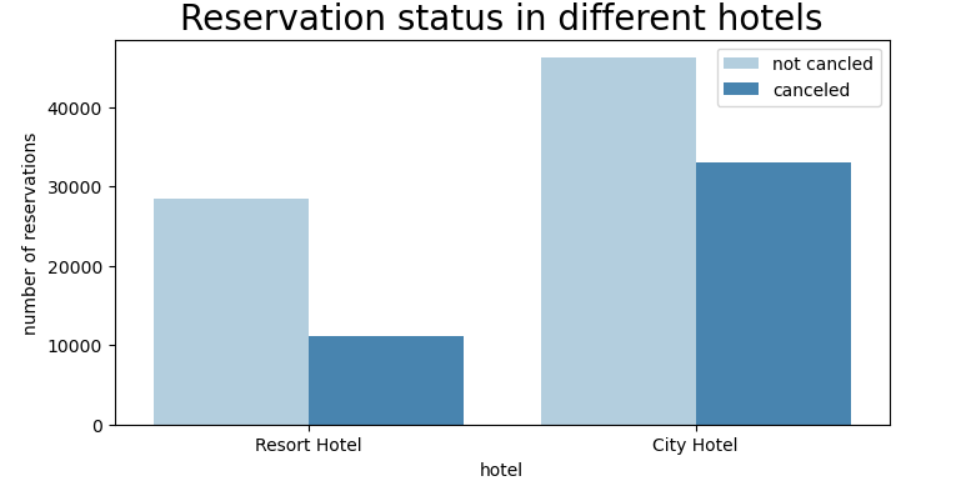 Reservation status in different hotels
not cancled
canceled
40000
30000
20000
10000
0
number of reservations
Resort Hotel
City Hotel
hotel